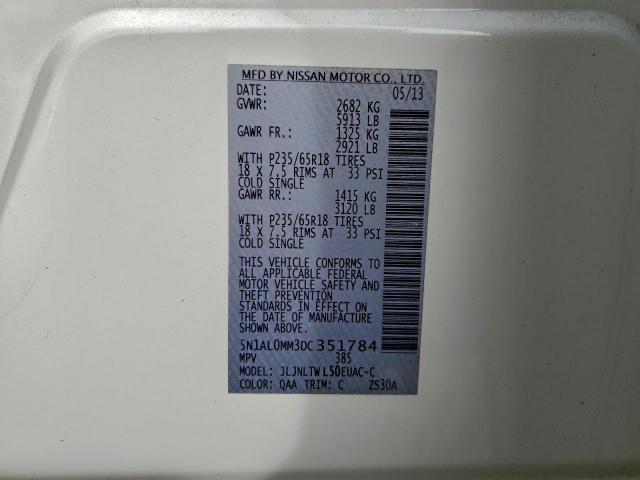 MFD BY NISSAN MOTOR CO., LTD.
DATE: 05/13
GVWR: 2682 KG
5913 LB
GAWR FR.: 1325 KG
2921 LB
WITH P235/65R18 TIRES
18 X 7.5 RIMS AT 33 PSI
COLD SINGLE
GAWR RR.: 1415 KG
3120 LB
WITH P235/65R18 TIRES
18 X 7.5 RIMS AT 33 PSI
COLD SINGLE
THIS VEHICLE CONFORMS TO
ALL APPLICABLE FEDERAL
MOTOR VEHICLE SAFETY AND
THEFT PREVENTION
STANDARDS IN EFFECT ON
THE DATE OF MANUFACTURE
SHOWN ABOVE.
5N1AL0MM3DC351784
MPV 385
MODEL: JLJNLTWL50EUAC-C
COLOR: QAA TRIM: C ZS30A